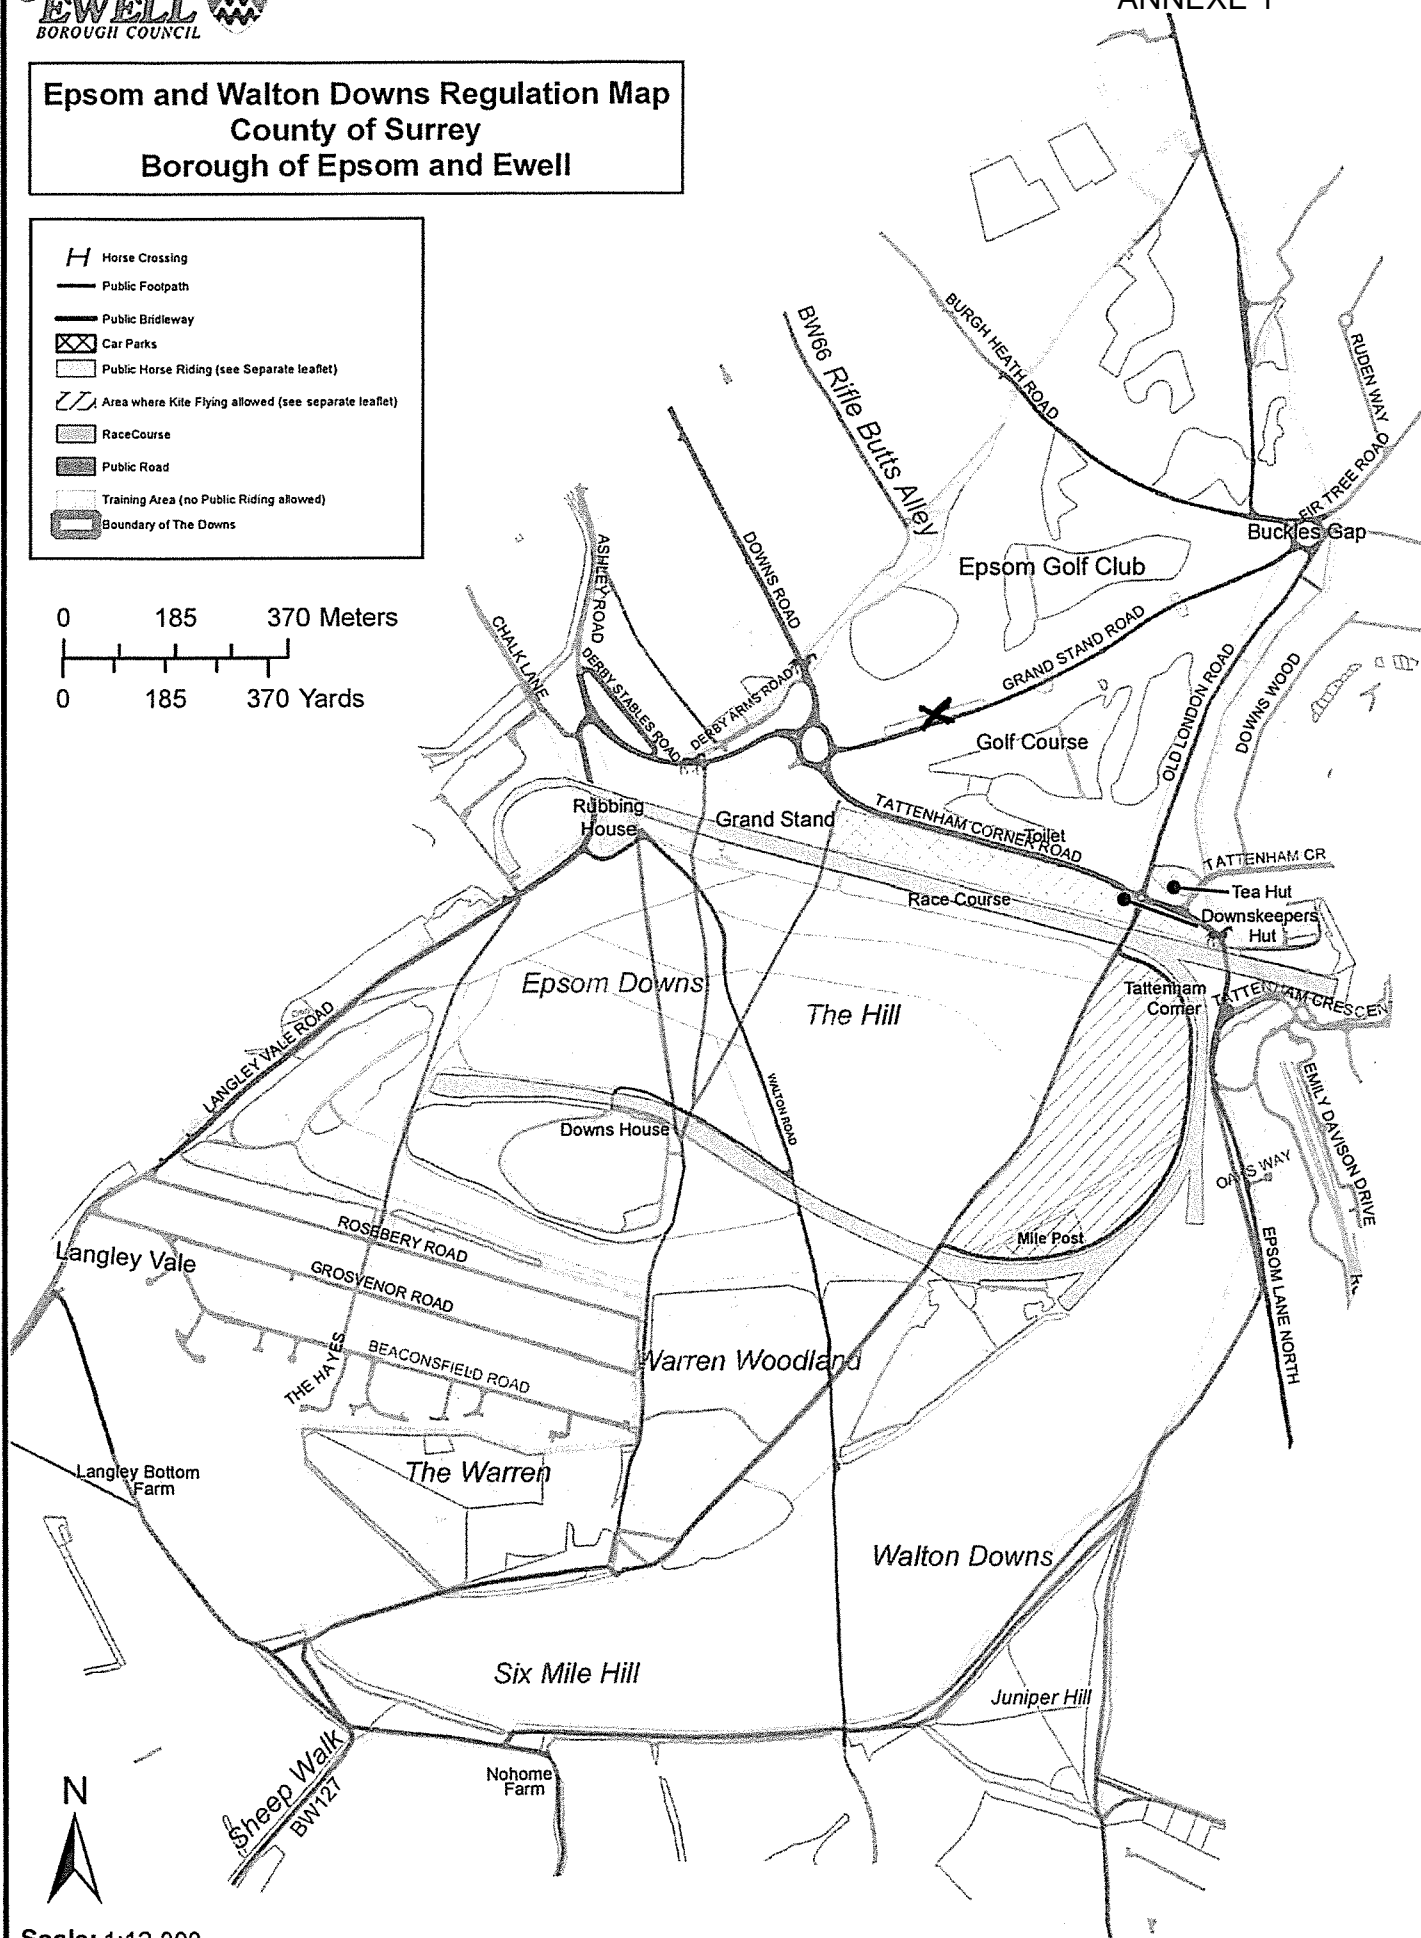 EWELL
BOROUGH COUNCIL
ANNEXE 1
Epsom and Walton Downs Regulation Map
County of Surrey
Borough of Epsom and Ewell
Horse Crossing
Public Footpath
Public Bridleway
Car Parks
Public Horse Riding (see Separate leaflet)
Area where Kite Flying allowed (see separate leaflet)
RaceCourse
Public Road
Training Area (no Public Riding allowed)
Boundary of The Downs
0 185 370 Meters
0 185 370 Yards
BURGH HEATH ROAD
BW66 Rifle Butts Alley
RUDEN WAY
FIR TREE ROAD
Buckles Gap
Epsom Golf Club
DOWNS ROAD
ASHLEY ROAD
CHALK LANE
DERBY STABLES ROAD
DERBY ARMS ROAD
GRAND STAND ROAD
OLD LONDON ROAD
DOWNS WOOD
Golf Course
Rubbing
House
Grand Stand
TATTENHAM CORNER ROAD
Toilet
TATTENHAM CR
Tea Hut
Race Course
Downskeepers
Hut
Epsom Downs
The Hill
Tattenham
Corner
TATTENHAM CRESCEN
LANGLEY VALE ROAD
WALTON ROAD
Downs House
EMILY DAVISON DRIVE
OAKS WAY
Mile Post
EPSOM LANE NORTH
Langley Vale
ROSEBERY ROAD
GROSVENOR ROAD
BEACONSFIELD ROAD
THE HAYES
Warren Woodland
The Warren
Langley Bottom
Farm
Walton Downs
Six Mile Hill
Juniper Hill
Nohome
Farm
Sheep Walk
BW127
N
Scale: 1:12,000